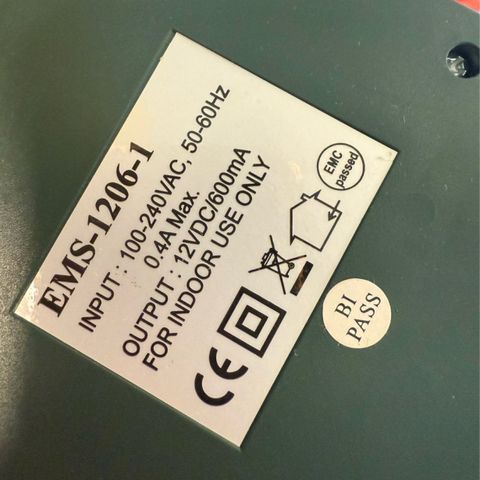 EMS-1206-1
INPUT : 100-240VAC, 50-60Hz
0.4A Max.
OUTPUT : 12VDC/600mA
FOR INDOOR USE ONLY
CE
EMC
passed
BI
PASS